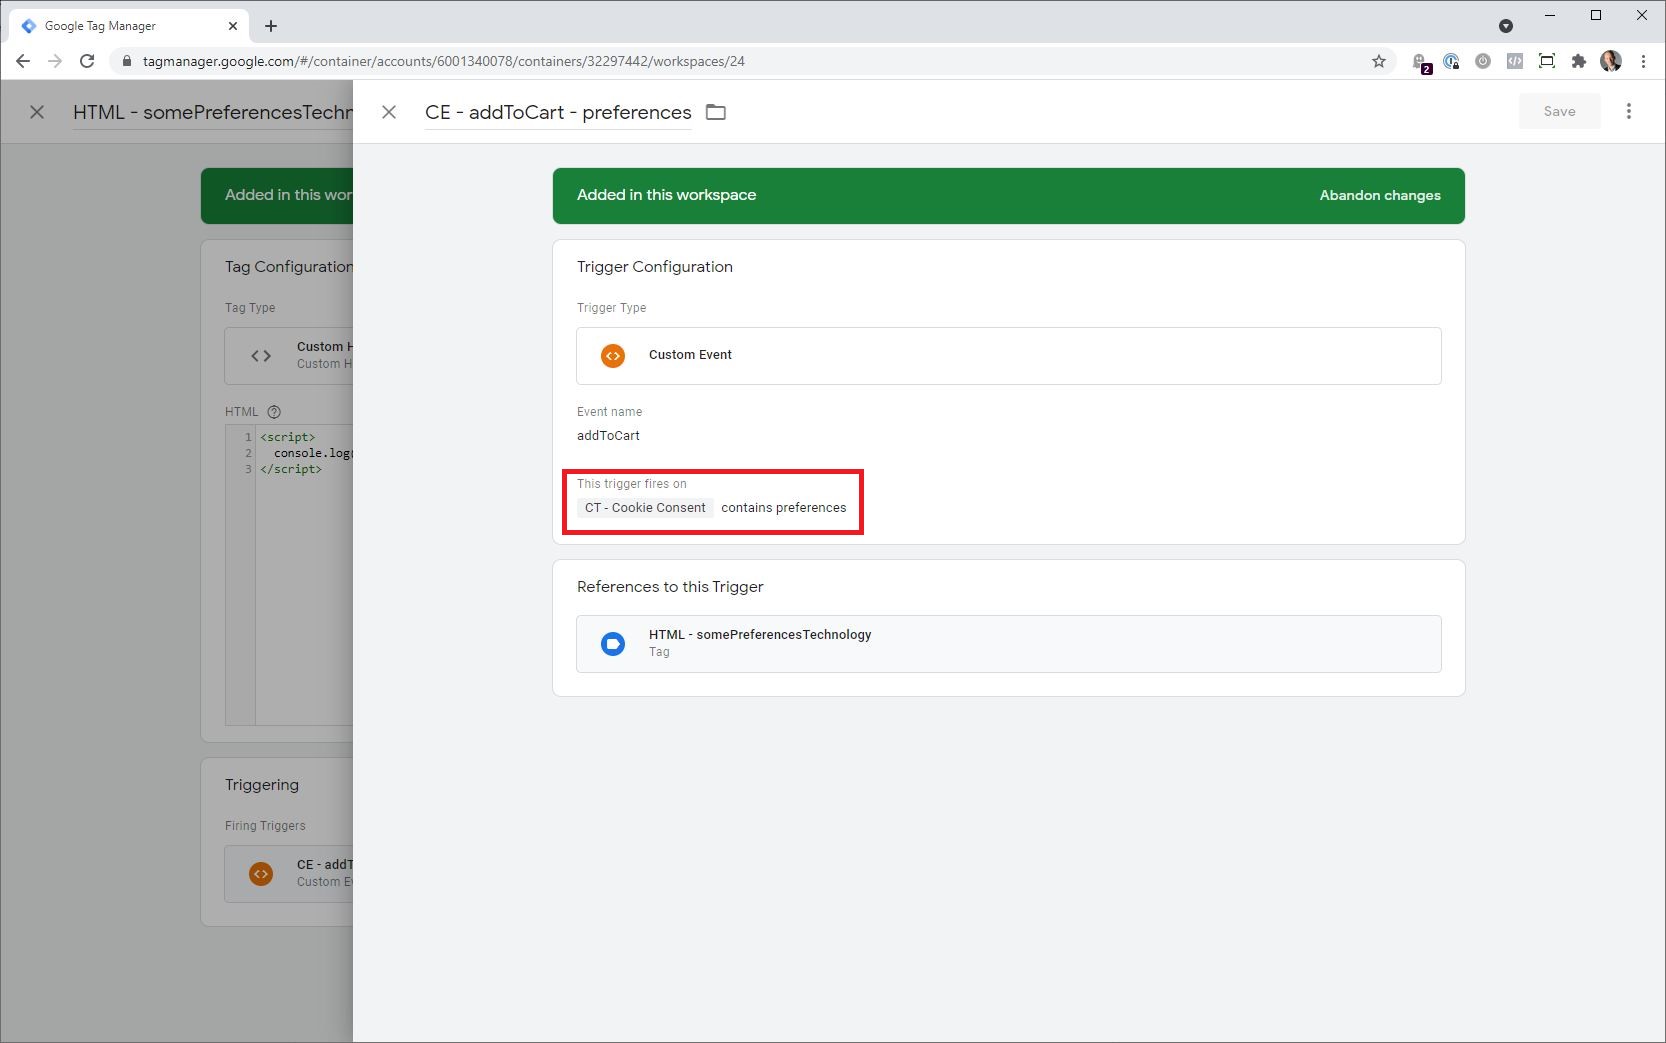 Google Tag Manager
tagmanager.google.com/#/container/accounts/6001340078/containers/32297442/workspaces/24
2
HTML - somePreferencesTechn
CE - addToCart - preferences
Save
Added in this wor
Added in this workspace
Abandon changes
Tag Configuration
Tag Type
Custom H
Custom H
HTML
1 <script>
2 console.log(
3 </script>
Triggering
Firing Triggers
CE - addT
Custom Ev
Trigger Configuration
Trigger Type
Custom Event
Event name
addToCart
This trigger fires on
CT - Cookie Consent contains preferences
References to this Trigger
HTML - somePreferencesTechnology
Tag